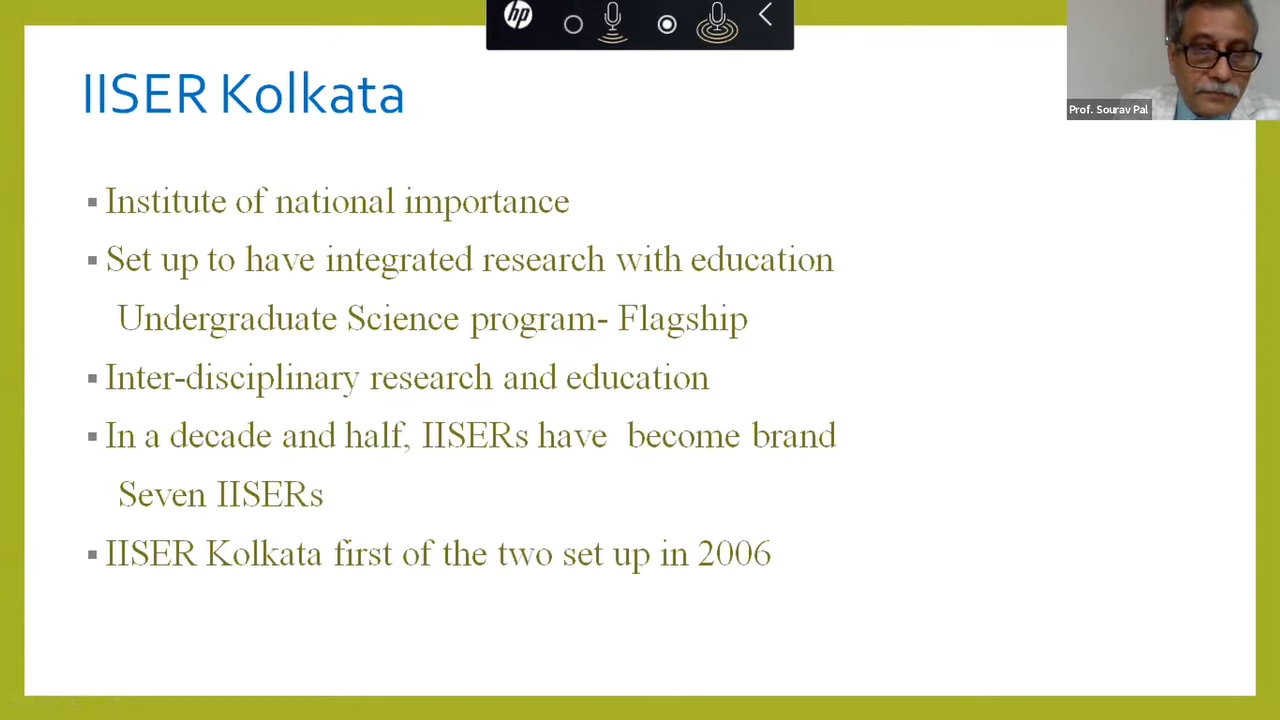 hp
IISER Kolkata
Prof. Sourav Pal
▪ Institute of national importance
▪ Set up to have integrated research with education
Undergraduate Science program- Flagship
▪ Inter-disciplinary research and education
▪ In a decade and half, IISERs have become brand
Seven IISERs
▪ IISER Kolkata first of the two set up in 2006